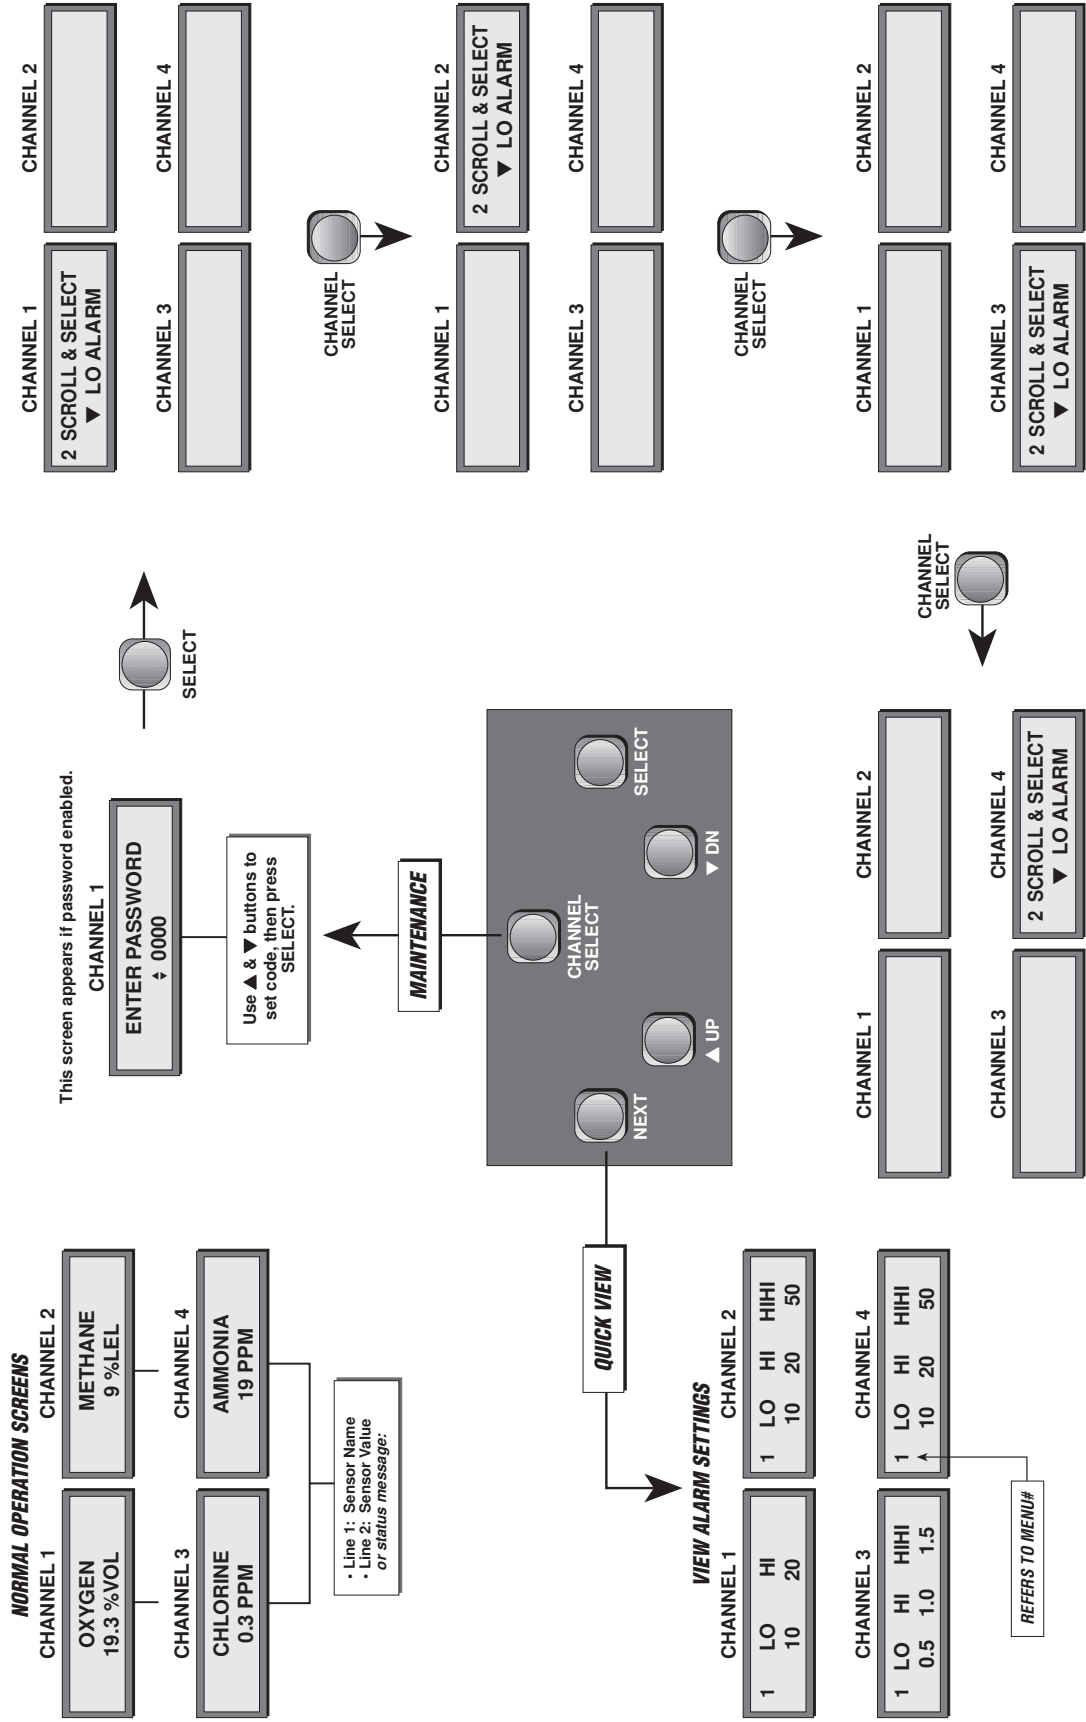 NORMAL OPERATION SCREENS
CHANNEL 1
OXYGEN
19.3 %VOL
CHANNEL 2
METHANE
9 %LEL
CHANNEL 3
CHLORINE
0.3 PPM
CHANNEL 4
AMMONIA
19 PPM
• Line 1: Sensor Name
• Line 2: Sensor Value
or status message:
This screen appears if password enabled.
CHANNEL 1
ENTER PASSWORD
0000
Use ▲ & ▼ buttons to
set code, then press
SELECT.
SELECT
CHANNEL 1
2 SCROLL & SELECT
▼ LO ALARM
CHANNEL 2
CHANNEL 3
CHANNEL 4
CHANNEL
SELECT
MAINTENANCE
NEXT
▲ UP
CHANNEL
SELECT
▼ DN
SELECT
CHANNEL 1
CHANNEL 2
2 SCROLL & SELECT
▼ LO ALARM
CHANNEL 3
CHANNEL 4
CHANNEL
SELECT
QUICK VIEW
VIEW ALARM SETTINGS
CHANNEL 1
1 LO HI
10 20
CHANNEL 2
1 LO HI HIHI
10 20 50
CHANNEL 3
1 LO HI HIHI
0.5 1.0 1.5
CHANNEL 4
1 LO HI HIHI
10 20 50
REFERS TO MENU#
CHANNEL 1
CHANNEL 2
CHANNEL 3
CHANNEL 4
2 SCROLL & SELECT
▼ LO ALARM
CHANNEL
SELECT
CHANNEL 1
CHANNEL 2
CHANNEL 3
2 SCROLL & SELECT
▼ LO ALARM
CHANNEL 4